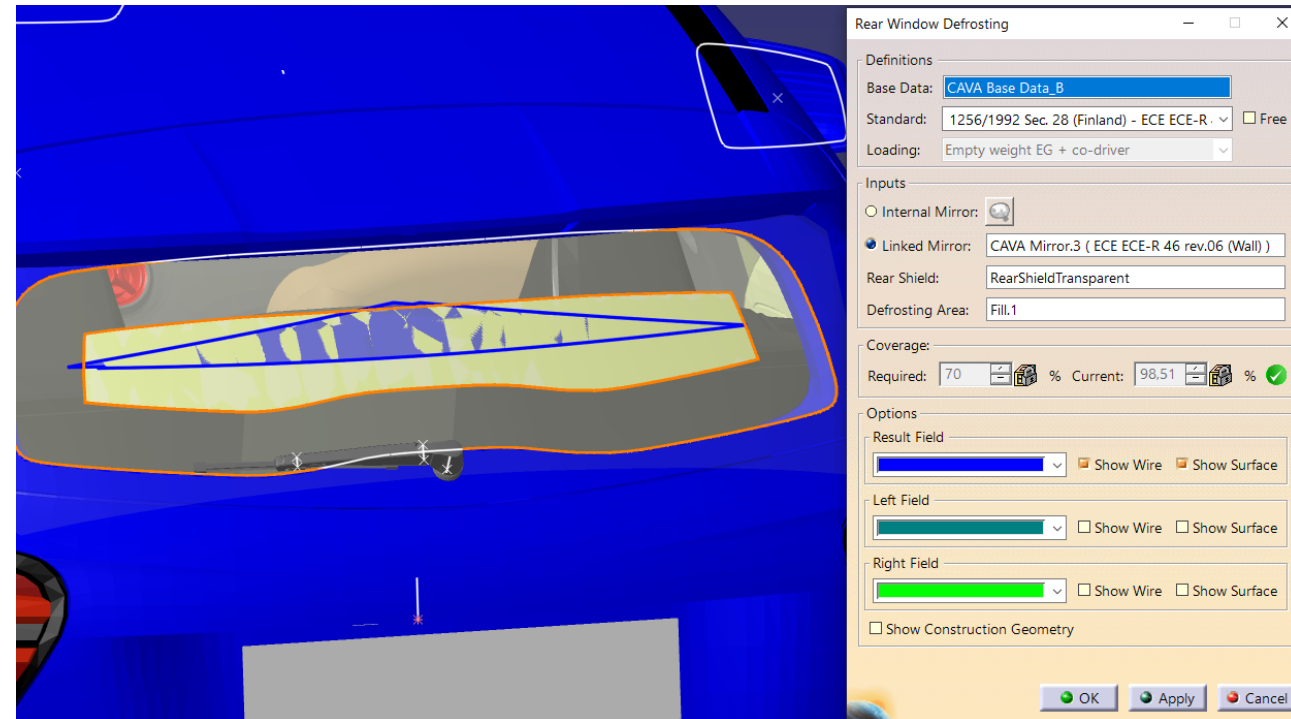 Rear Window Defrosting
Definitions
Base Data: CAVA Base Data_B
Standard: 1256/1992 Sec. 28 (Finland) - ECE ECE-R Free
Loading: Empty weight EG + co-driver
Inputs
Internal Mirror:
Linked Mirror: CAVA Mirror.3 ( ECE ECE-R 46 rev.06 (Wall) )
Rear Shield: RearShieldTransparent
Defrosting Area: Fill.1
Coverage:
Required: 70 % Current: 98,51 %
Options
Result Field
Show Wire Show Surface
Left Field
Show Wire Show Surface
Right Field
Show Wire Show Surface
Show Construction Geometry
OK Apply Cancel